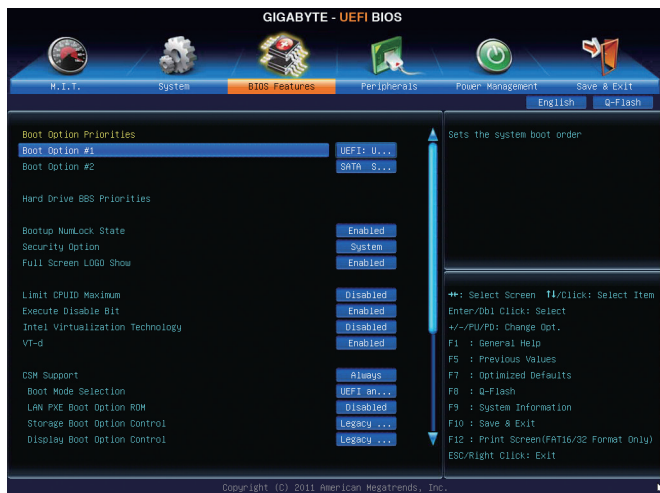 GIGABYTE - UEFI BIOS
M.I.T.
System
BIOS Features
Peripherals
Power Management
Save & Exit
English
Q-Flash
Boot Option Priorities
Boot Option #1 UEFI: U...
Boot Option #2 SATA S...
Hard Drive BBS Priorities
Bootup NumLock State Enabled
Security Option System
Full Screen LOGO Show Enabled
Limit CPUID Maximum Disabled
Execute Disable Bit Enabled
Intel Virtualization Technology Disabled
VT-d Enabled
CSM Support Always
Boot Mode Selection UEFI an...
LAN PXE Boot Option ROM Disabled
Storage Boot Option Control Legacy ...
Display Boot Option Control Legacy ...
Sets the system boot order
→←: Select Screen ↑↓/Click: Select Item
Enter/Dbl Click: Select
+/-/PU/PD: Change Opt.
F1 : General Help
F5 : Previous Values
F7 : Optimized Defaults
F8 : Q-Flash
F9 : System Information
F10 : Save & Exit
F12 : Print Screen(FAT16/32 Format Only)
ESC/Right Click: Exit
Copyright (C) 2011 American Megatrends, Inc.